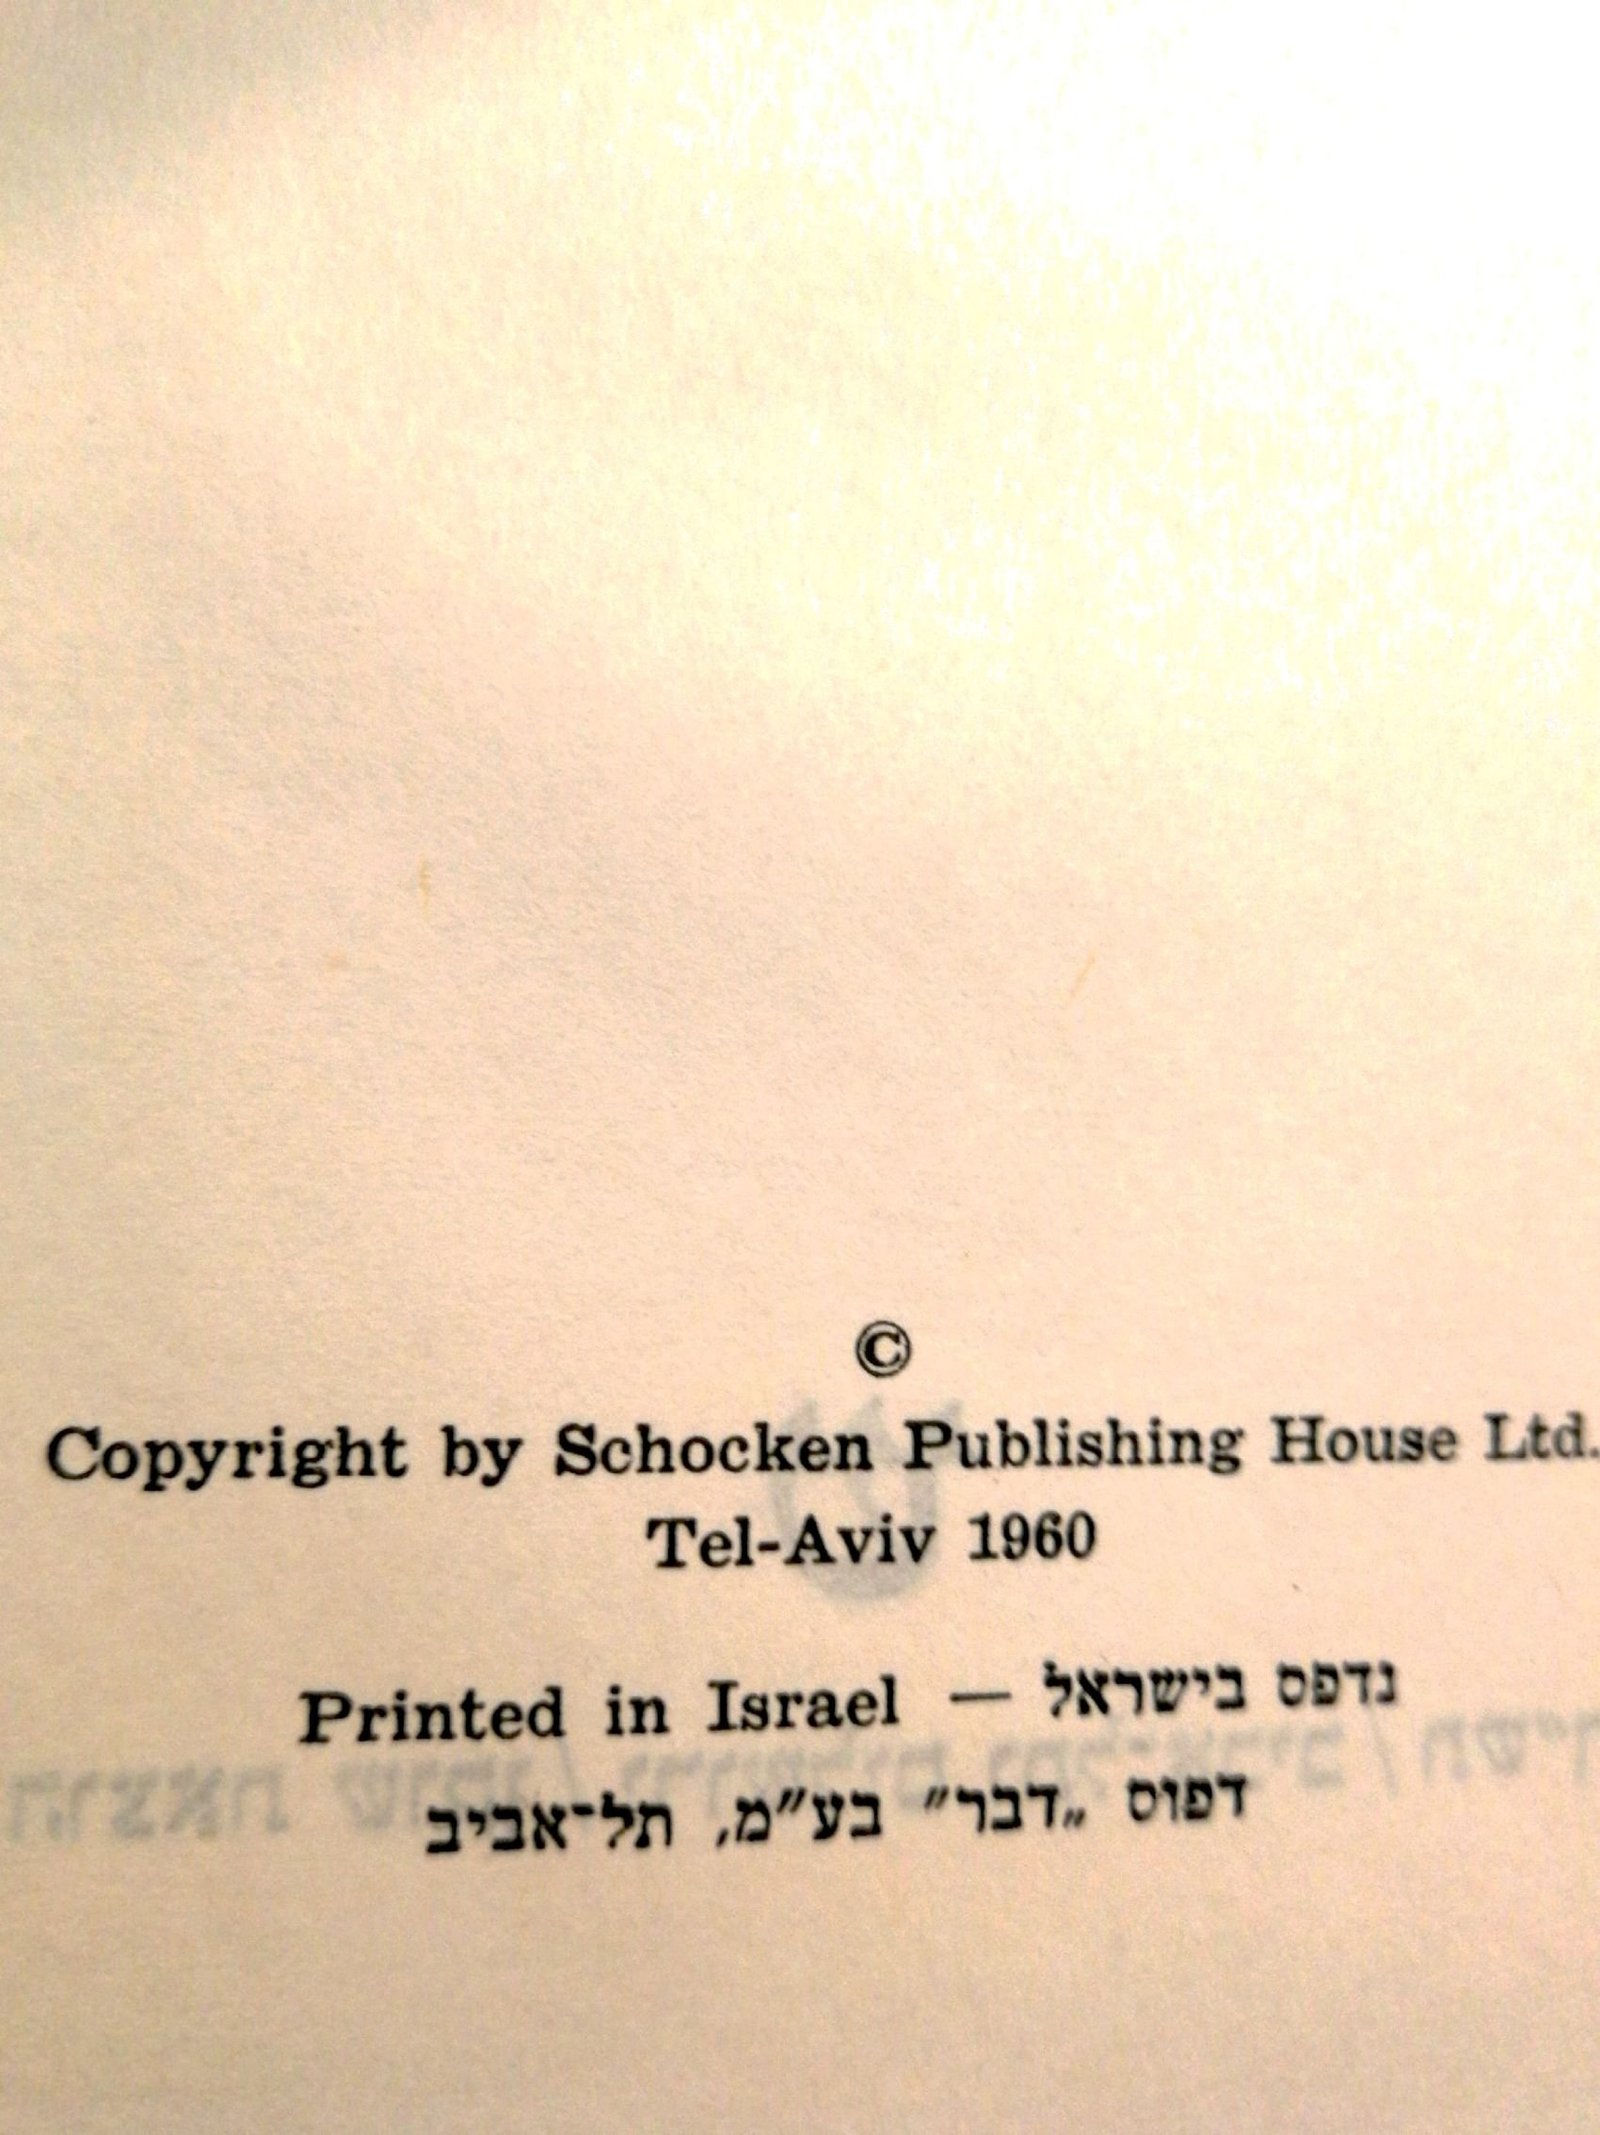 ©
Copyright by Schocken Publishing House Ltd.
Tel-Aviv 1960
Printed in Israel — נדפס בישראל
דפוס „דבר” בע”מ, תל־אביב